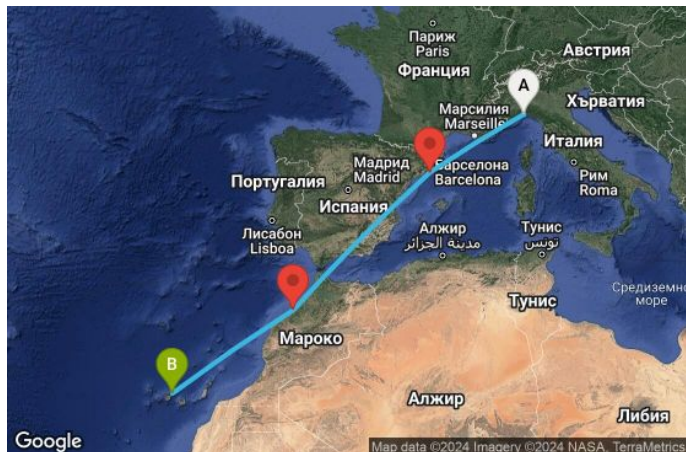 Париж
Paris
Франция
Австрия
A
Марсилия
Marseille
Хърватия
Италия
Рим
Roma
Барселона
Barcelona
Мадрид
Madrid
Португалия
Испания
Лисабон
Lisboa
Алжир
مدينة الجزائر
Тунис
تونس
Тунис
Средиземно
море
Мароко
B
Алжир
Либия
Google
Map data ©2024 Imagery ©2024 NASA, TerraMetrics